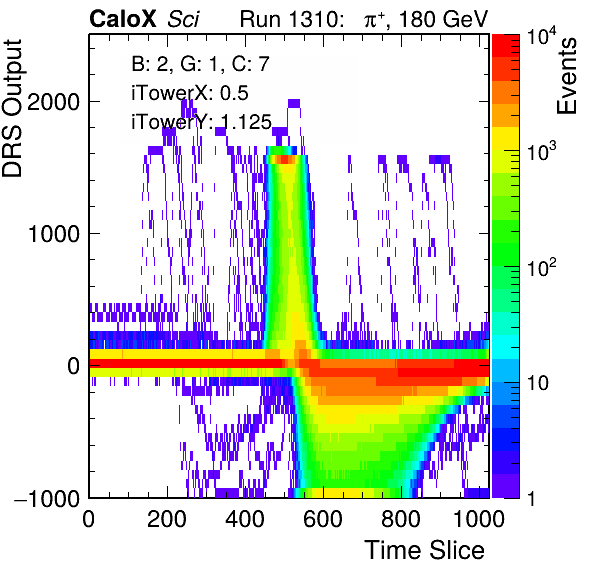 CaloX Sci Run 1310: π⁺, 180 GeV
B: 2, G: 1, C: 7
iTowerX: 0.5
iTowerY: 1.125
DRS Output
2000
1000
0
−1000
0 200 400 600 800 1000
Time Slice
Events
10⁴
10³
10²
10
1